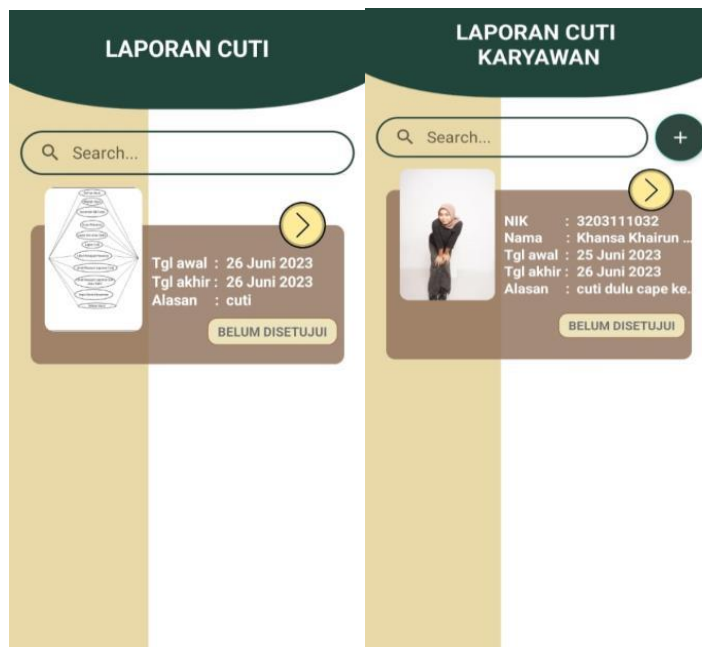 LAPORAN CUTI
Search...
Tgl awal : 26 Juni 2023
Tgl akhir : 26 Juni 2023
Alasan : cuti
BELUM DISETUJUI
LAPORAN CUTI
KARYAWAN
Search...
+
NIK : 3203111032
Nama : Khansa Khairun ...
Tgl awal : 25 Juni 2023
Tgl akhir : 26 Juni 2023
Alasan : cuti dulu cape ke...
BELUM DISETUJUI